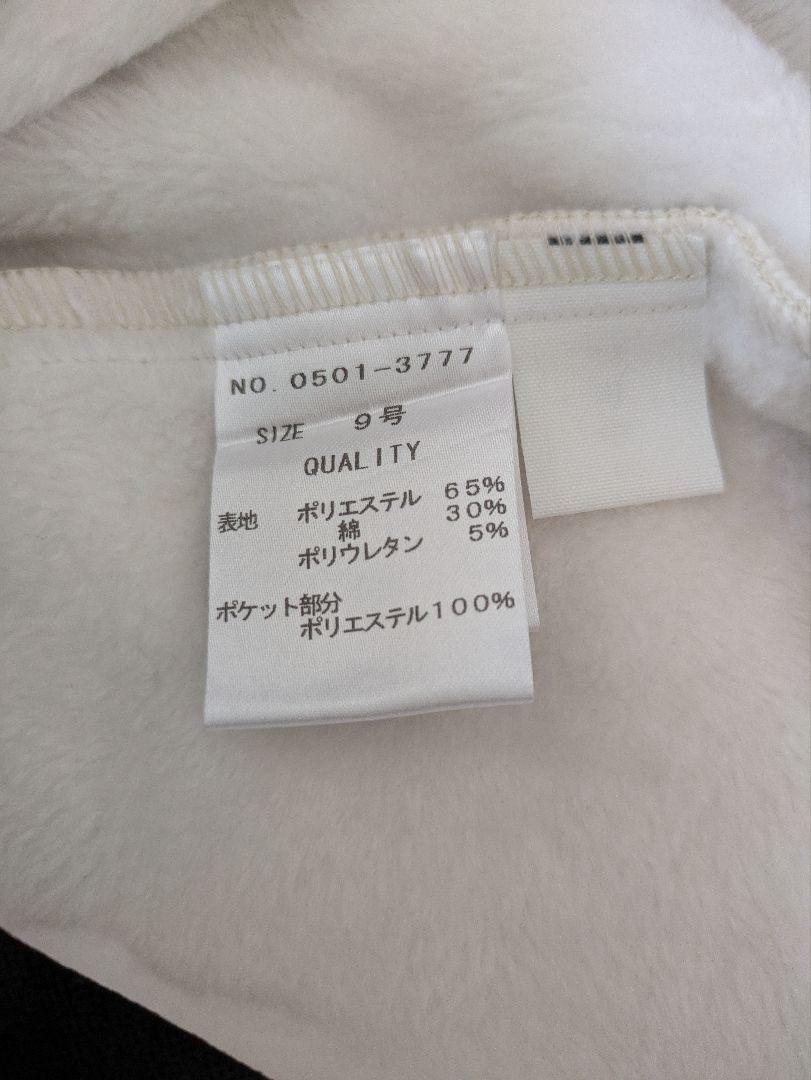 NO. 0501-3777
SIZE 9号
QUALITY
表地 ポリエステル 65%
綿 30%
ポリウレタン 5%
ポケット部分
ポリエステル100%